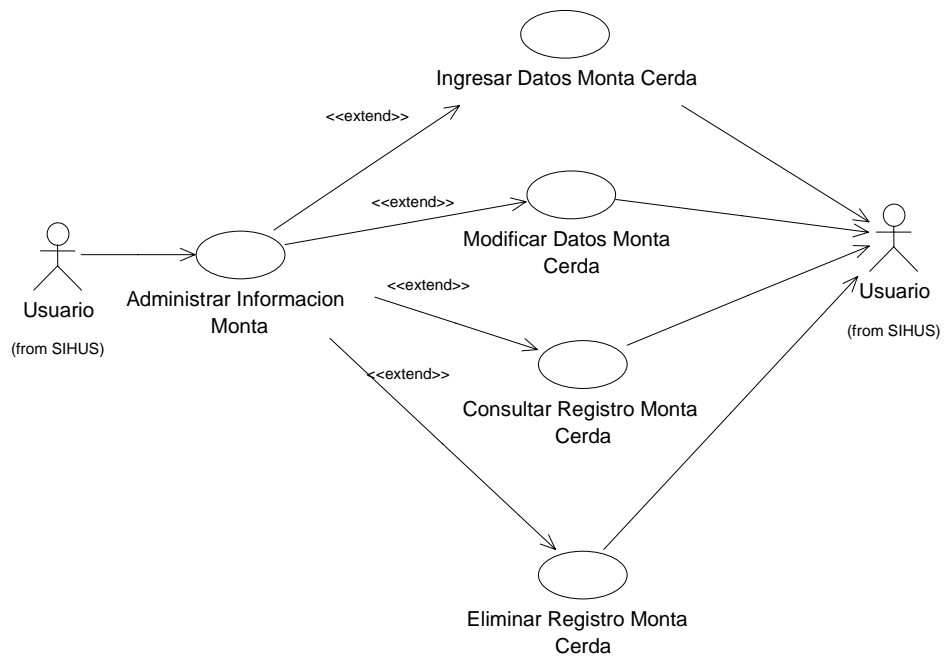 Ingresar Datos Monta Cerda
<<extend>>
<<extend>>
Modificar Datos Monta
Cerda
Usuario
(from SIHUS)
Administrar Informacion
Monta
<<extend>>
Usuario
(from SIHUS)
<<extend>>
Consultar Registro Monta
Cerda
Eliminar Registro Monta
Cerda